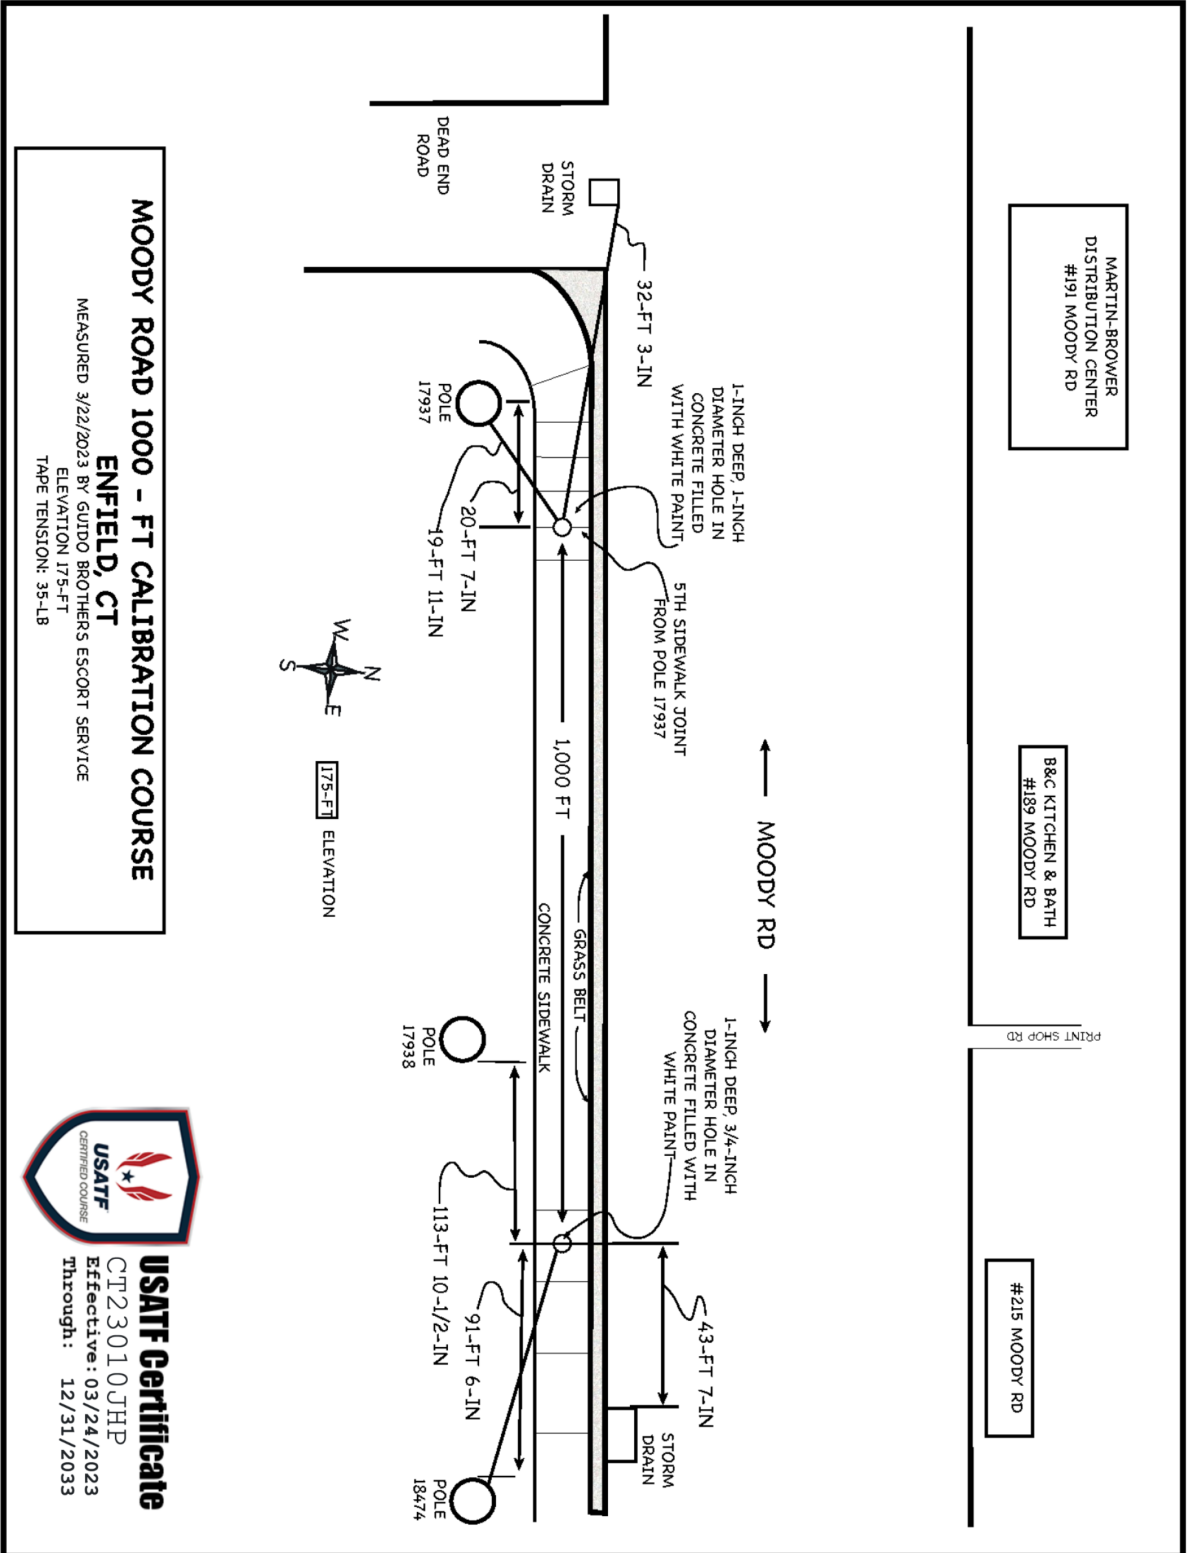 MARTIN-BROWER
DISTRIBUTION CENTER
#191 MOODY RD
B&C KITCHEN & BATH
#189 MOODY RD
PRINT SHOP RD
#215 MOODY RD
MOODY RD
32-FT 3-IN
1-INCH DEEP, 1-INCH
DIAMETER HOLE IN
CONCRETE FILLED
WITH WHITE PAINT
5TH SIDEWALK JOINT
FROM POLE 17937
1-INCH DEEP, 3/4-INCH
DIAMETER HOLE IN
CONCRETE FILLED WITH
WHITE PAINT
43-FT 7-IN
STORM
DRAIN
STORM
DRAIN
GRASS BELT
1,000 FT
CONCRETE SIDEWALK
DEAD END
ROAD
POLE
17937
20-FT 7-IN
19-FT 11-IN
POLE
17938
113-FT 10-1/2-IN
91-FT 6-IN
POLE
18474
N
W
E
S
175-FT ELEVATION
MOODY ROAD 1000 - FT CALIBRATION COURSE
ENFIELD, CT
MEASURED 3/22/2023 BY GUIDO BROTHERS ESCORT SERVICE
ELEVATION 175-FT
TAPE TENSION: 35-LB
USATF
CERTIFIED COURSE
USATF Certificate
CT23010JHP
Effective: 03/24/2023
Through: 12/31/2033